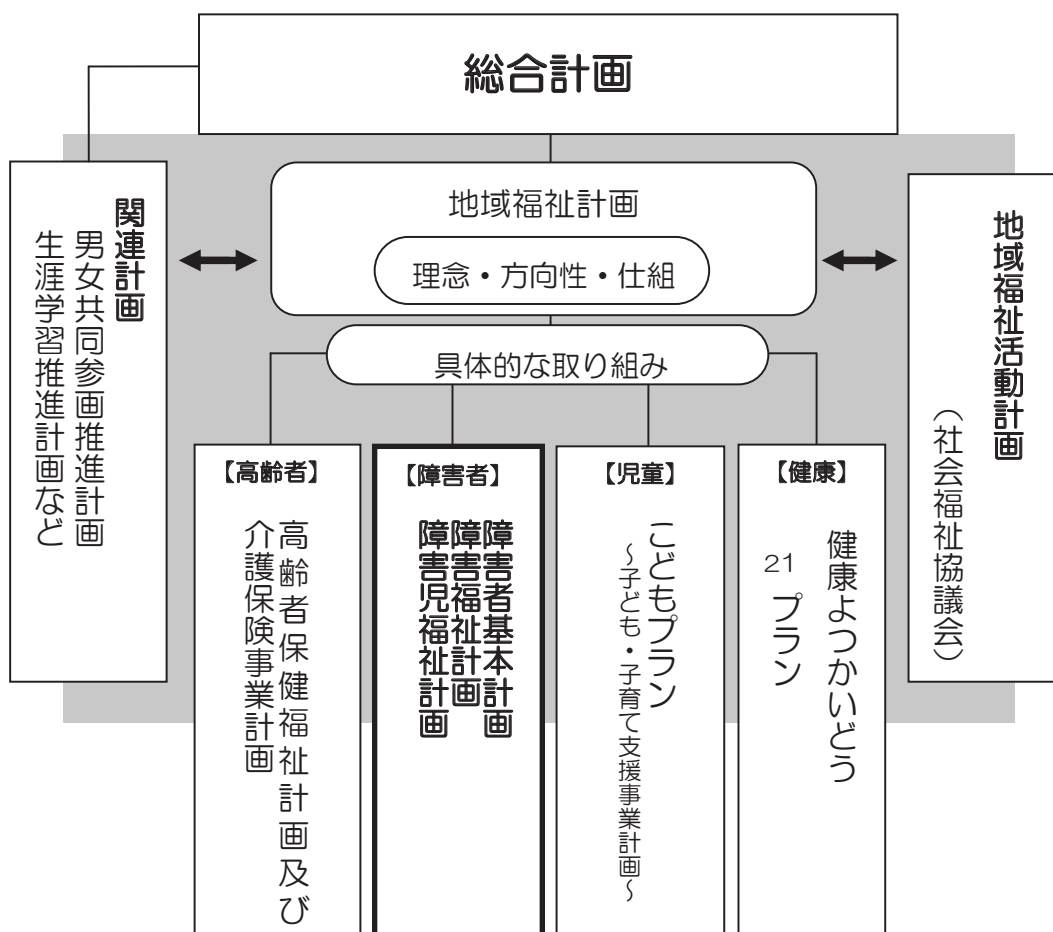 総合計画
関連計画
男女共同参画推進計画
生涯学習推進計画など
地域福祉計画
理念・方向性・仕組
地域福祉活動計画
（社会福祉協議会）
具体的な取り組み
【高齢者】
高齢者保健福祉計画及び
介護保険事業計画
【障害者】
障害者基本計画
障害福祉計画
障害児福祉計画
【児童】
こどもプラン
～子ども・子育て支援事業計画～
【健康】
健康よつかいどう
21プラン